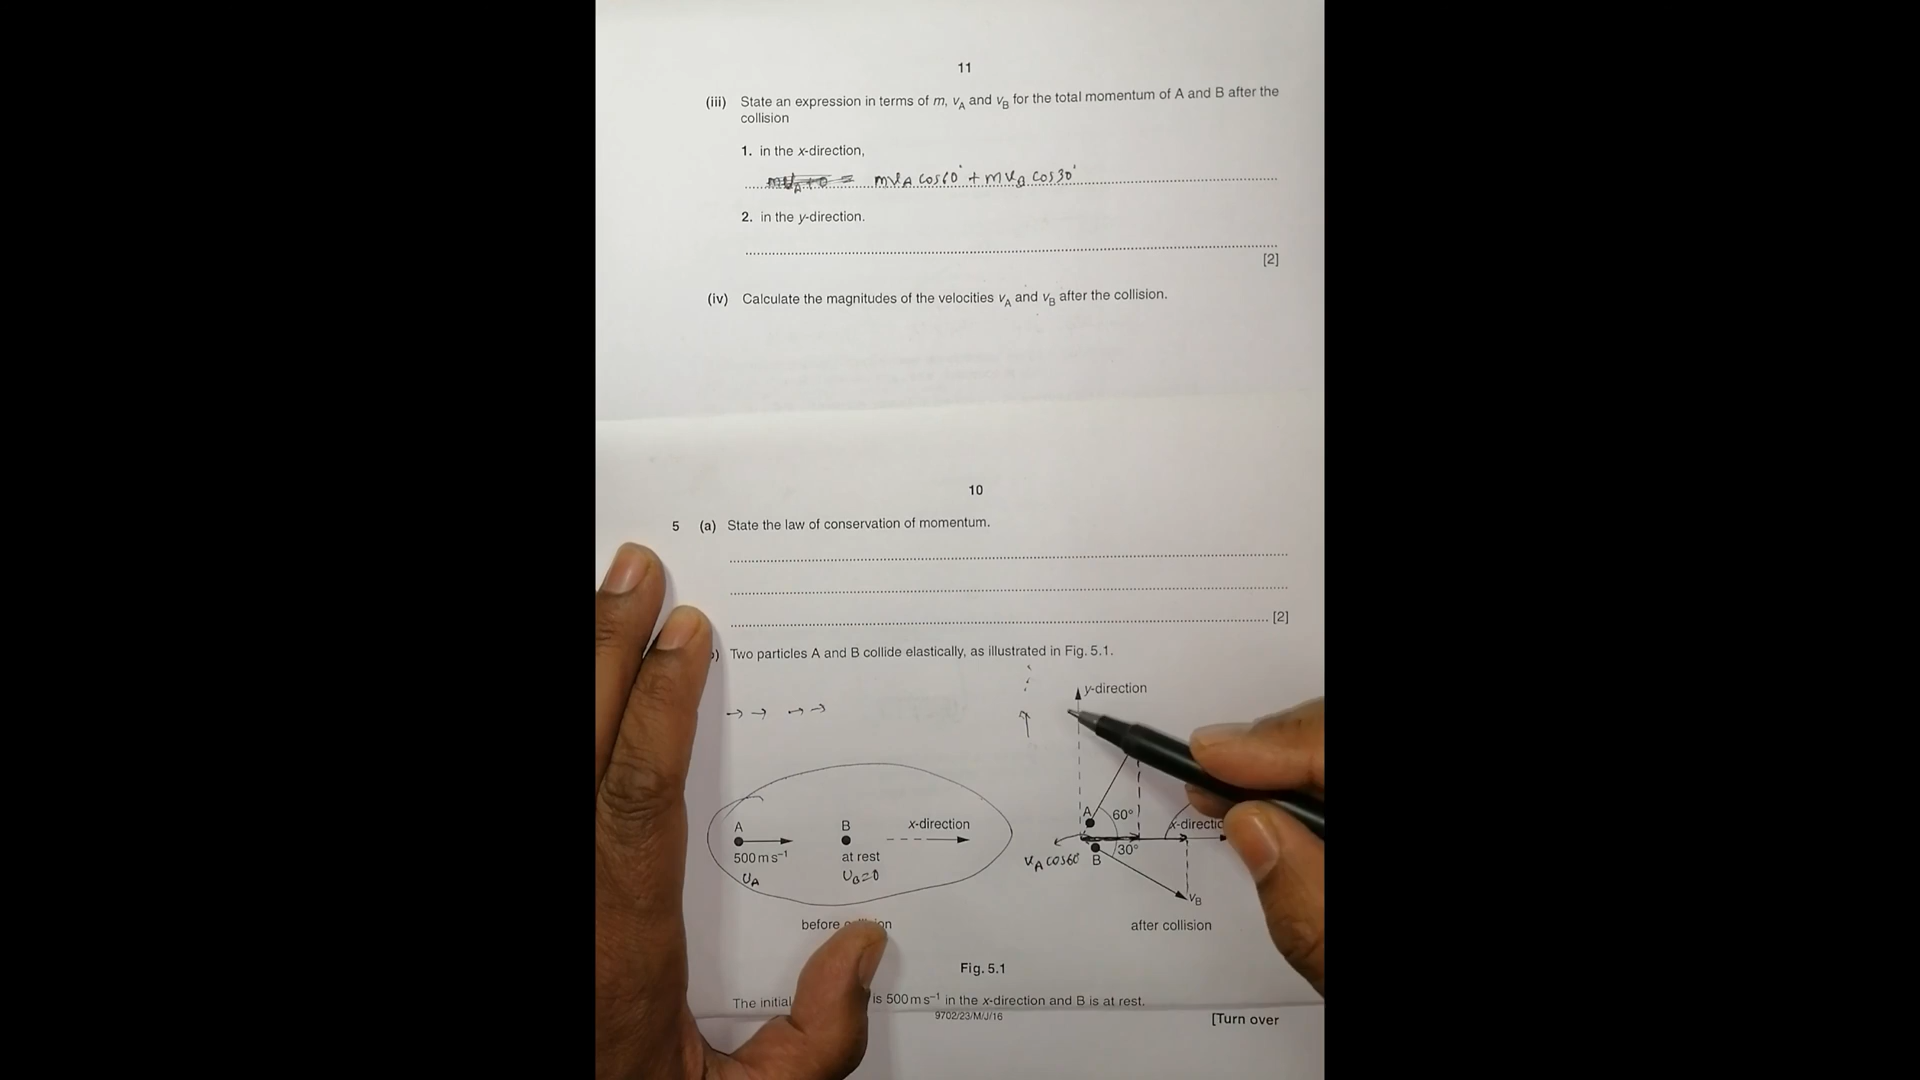 11
(iii) State an expression in terms of m, vA and vB for the total momentum of A and B after the
collision
1. in the x-direction,
mvA cos60° + mvB cos30°
2. in the y-direction.
[2]
(iv) Calculate the magnitudes of the velocities vA and vB after the collision.
10
5 (a) State the law of conservation of momentum.
[2]
) Two particles A and B collide elastically, as illustrated in Fig. 5.1.
y-direction
A
500 m s⁻¹
UA
B
at rest
UB=0
x-direction
before
A
60°
x-directio
30°
B
vA cos60°
vB
after collision
Fig. 5.1
The initial is 500 m s⁻¹ in the x-direction and B is at rest.
9702/23/M/J/16
[Turn over